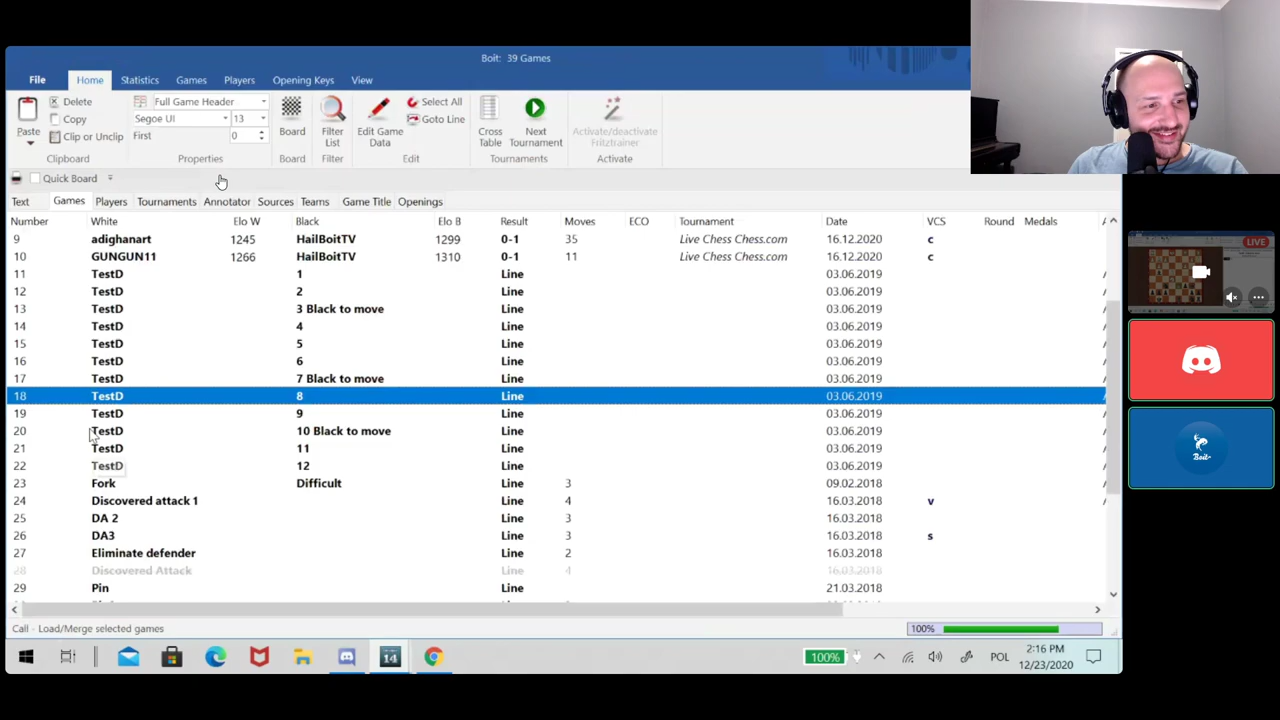 Boit: 39 Games
File Home Statistics Games Players Opening Keys View
Paste Delete Copy Clip or Unclip Clipboard
Full Game Header Segoe UI 13 First 0 Properties
Board Board
Filter List Filter
Edit Game Data Select All Goto Line Edit
Cross Table Next Tournament Tournaments
Activate/deactivate Fritztrainer Activate
Quick Board
Text Games Players Tournaments Annotator Sources Teams Game Title Openings
Number White Elo W Black Elo B Result Moves ECO Tournament Date VCS Round Medals
9 adighanart 1245 HailBoitTV 1299 0-1 35 Live Chess Chess.com 16.12.2020 c
10 GUNGUN11 1266 HailBoitTV 1310 0-1 11 Live Chess Chess.com 16.12.2020 c
11 TestD 1 Line 03.06.2019
12 TestD 2 Line 03.06.2019
13 TestD 3 Black to move Line 03.06.2019
14 TestD 4 Line 03.06.2019
15 TestD 5 Line 03.06.2019
16 TestD 6 Line 03.06.2019
17 TestD 7 Black to move Line 03.06.2019
18 TestD 8 Line 03.06.2019
19 TestD 9 Line 03.06.2019
20 TestD 10 Black to move Line 03.06.2019
21 TestD 11 Line 03.06.2019
22 TestD 12 Line 03.06.2019
23 Fork Difficult Line 3 09.02.2018
24 Discovered attack 1 Line 4 16.03.2018 v
25 DA 2 Line 3 16.03.2018
26 DA3 Line 3 16.03.2018 s
27 Eliminate defender Line 2 16.03.2018
28 Discovered Attack Line 4 16.03.2018
29 Pin Line 21.03.2018
Call - Load/Merge selected games 100%
14 100% POL 2:16 PM
12/23/2020
LIVE
Boit